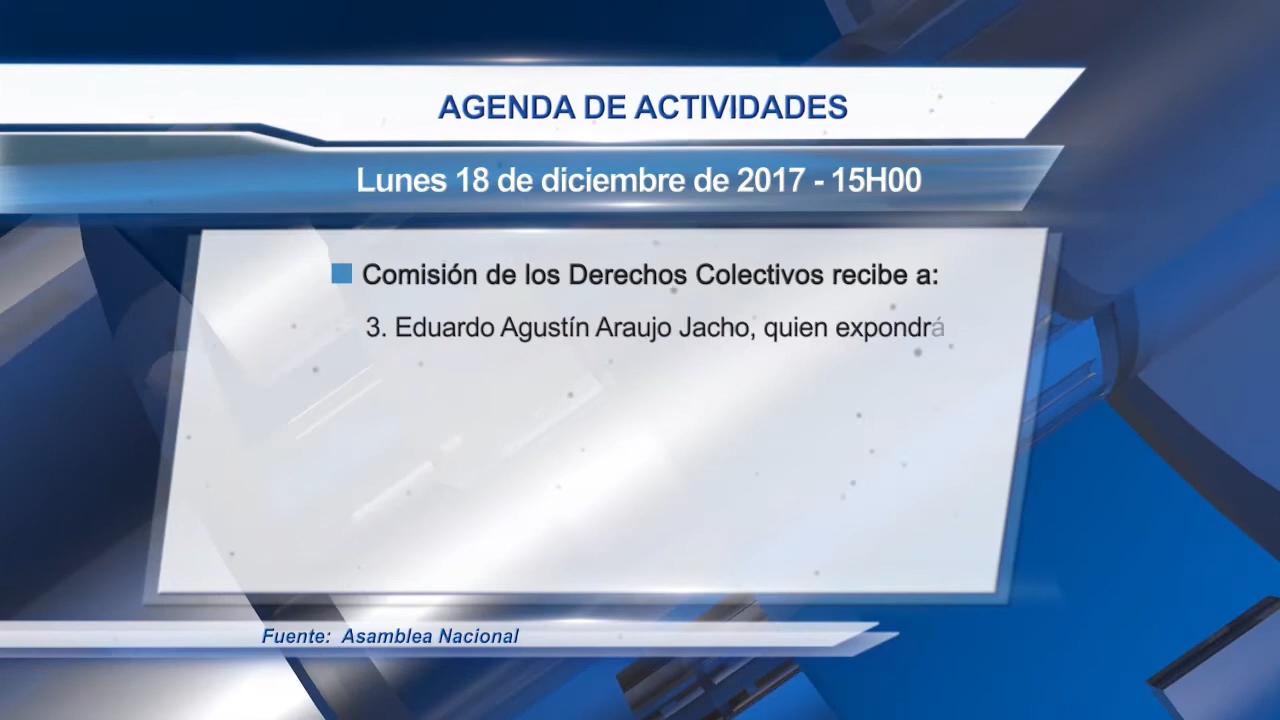 AGENDA DE ACTIVIDADES
Lunes 18 de diciembre de 2017 - 15H00
Comisión de los Derechos Colectivos recibe a:
3. Eduardo Agustín Araujo Jacho, quien expondrá
Fuente: Asamblea Nacional